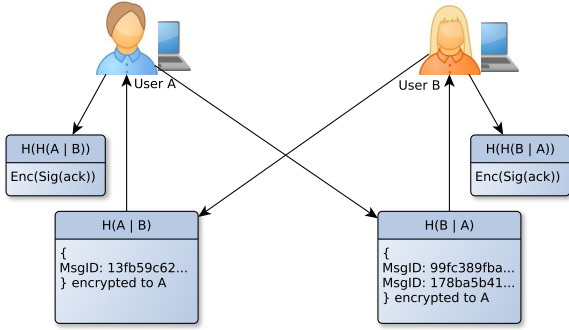 User A
User B
H(H(A | B))
Enc(Sig(ack))
H(H(B | A))
Enc(Sig(ack))
H(A | B)
{
MsgID: 13fb59c62...
} encrypted to A
H(B | A)
{
MsgID: 99fc389fba...
MsgID: 178ba5b41...
} encrypted to A